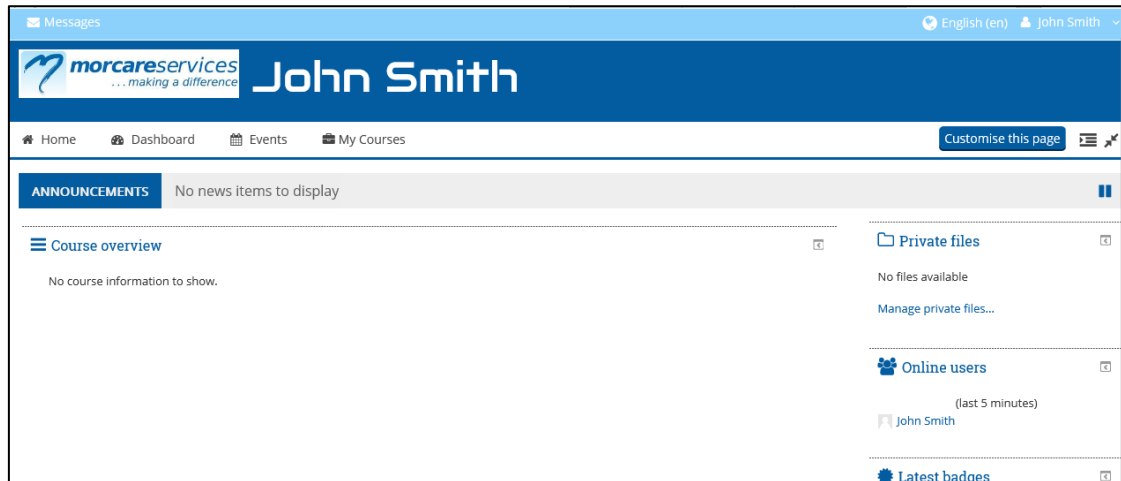 Messages
English (en) John Smith
morcareservices
...making a difference
John Smith
Home Dashboard Events My Courses
Customise this page
ANNOUNCEMENTS No news items to display
Course overview
No course information to show.
Private files
No files available
Manage private files...
Online users
(last 5 minutes)
John Smith
Latest badges